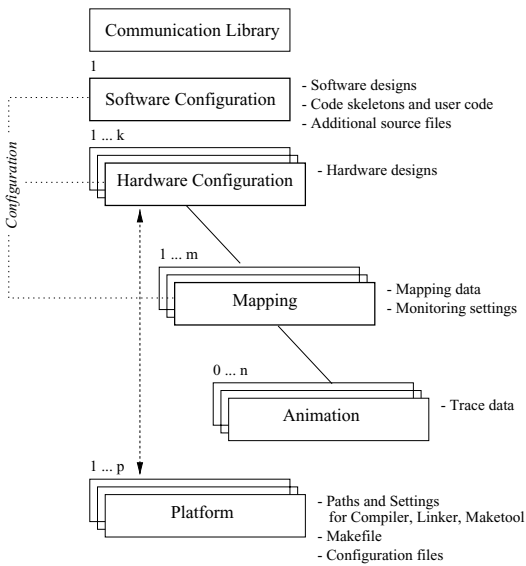 Communication Library
1
Software Configuration
- Software designs
- Code skeletons and user code
- Additional source files
Configuration
1 ... k
Hardware Configuration
- Hardware designs
1 ... m
Mapping
- Mapping data
- Monitoring settings
0 ... n
Animation
- Trace data
1 ... p
Platform
- Paths and Settings
for Compiler, Linker, Maketool
- Makefile
- Configuration files